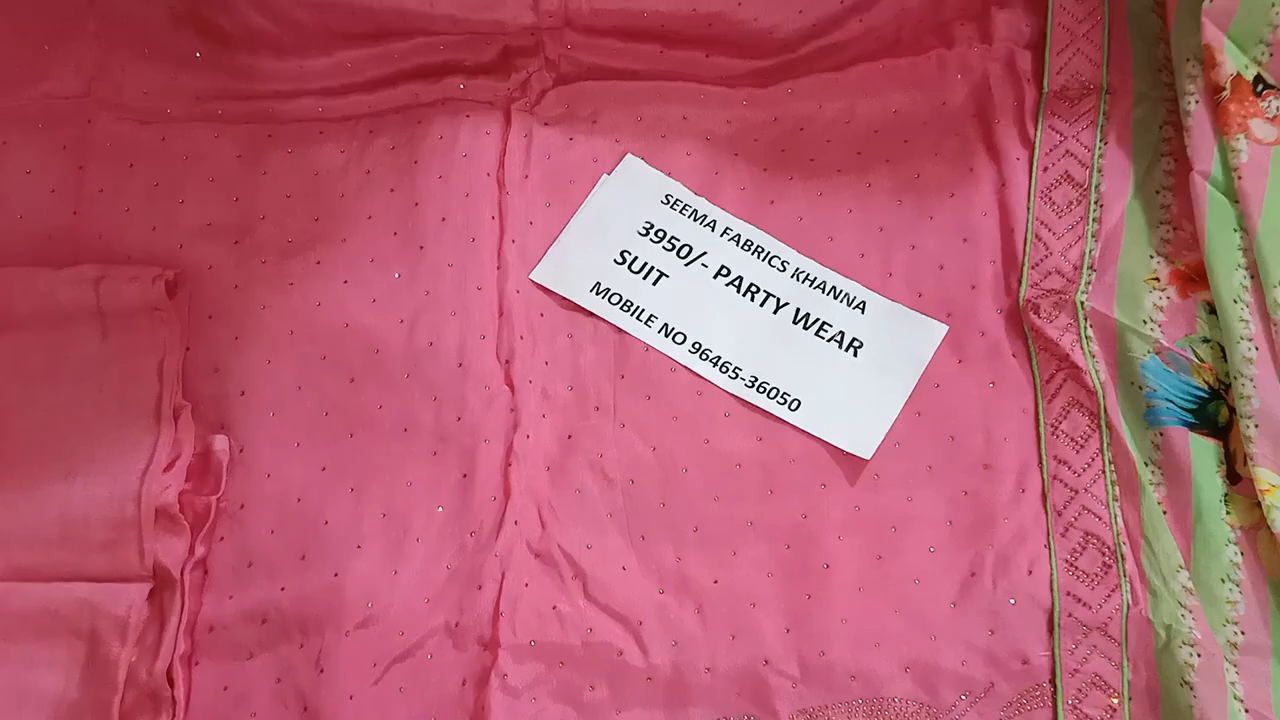 SEEMA FABRICS KHANNA
3950/- PARTY WEAR
SUIT
MOBILE NO 96465-36050